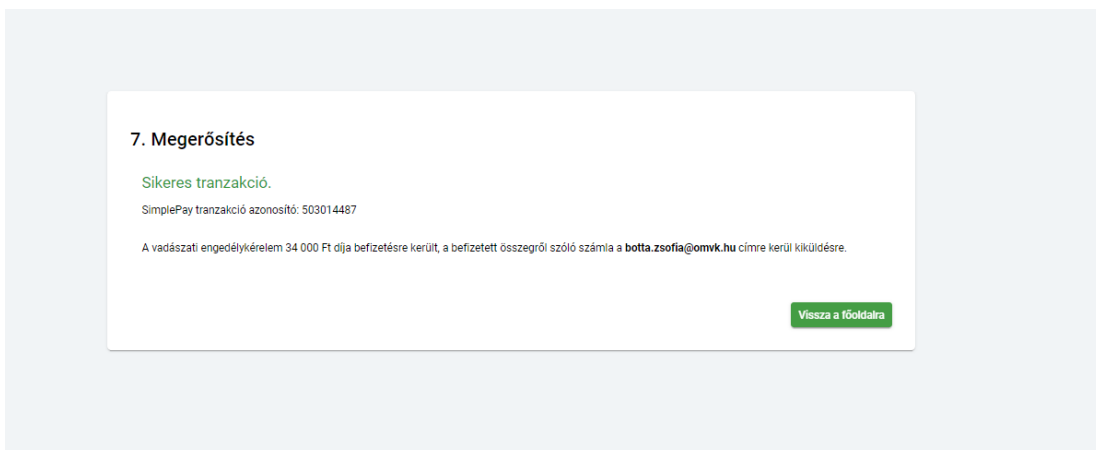 7. Megerősítés
Sikeres tranzakció.
SimplePay tranzakció azonosító: 503014487
A vadászati engedélykérelem 34 000 Ft díja befizetésre került, a befizetett összegről szóló számla a botta.zsofia@omvk.hu címre kerül kiküldésre.
Vissza a főoldalra